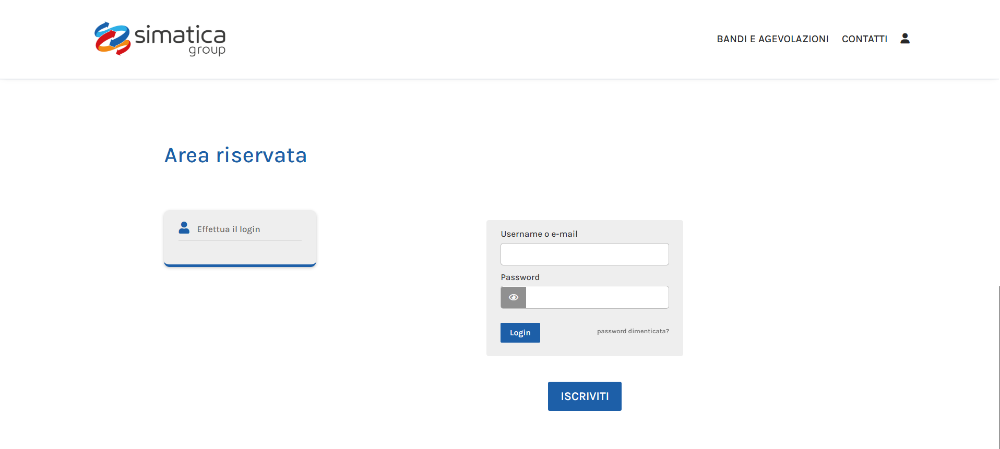 simatica
group
BANDI E AGEVOLAZIONI
CONTATTI
Area riservata
Effettua il login
Username o e-mail
Password
Login
password dimenticata?
ISCRIVITI